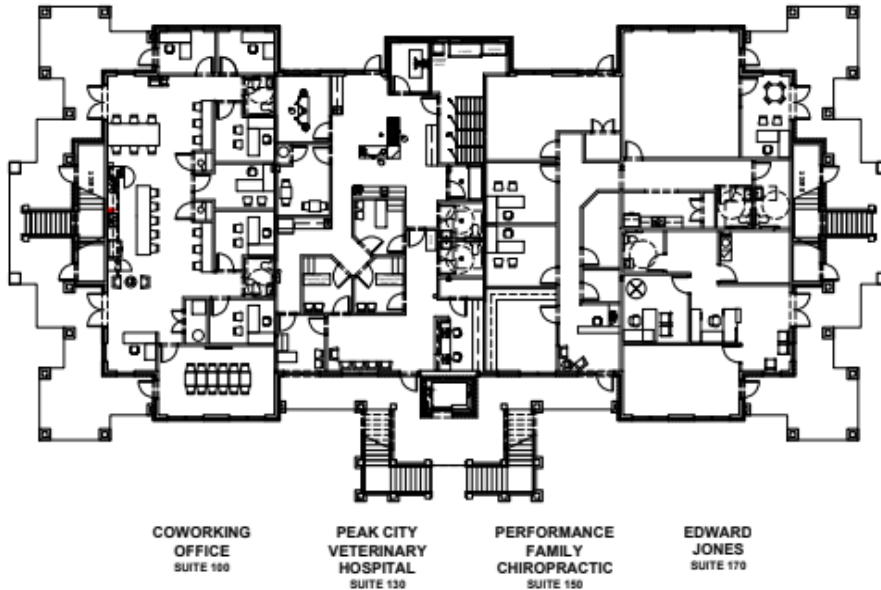 COWORKING
OFFICE
SUITE 100
PEAK CITY
VETERINARY
HOSPITAL
SUITE 130
PERFORMANCE
FAMILY
CHIROPRACTIC
SUITE 150
EDWARD
JONES
SUITE 170